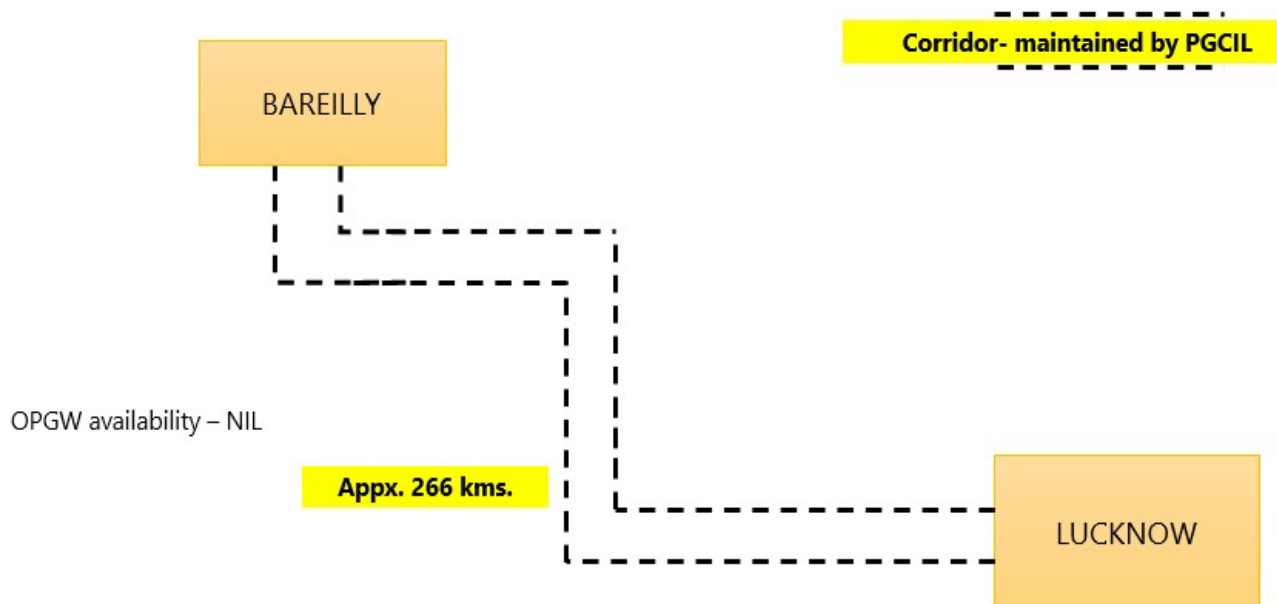 Corridor- maintained by PGCIL
BAREILLY
OPGW availability – NIL
Appx. 266 kms.
LUCKNOW